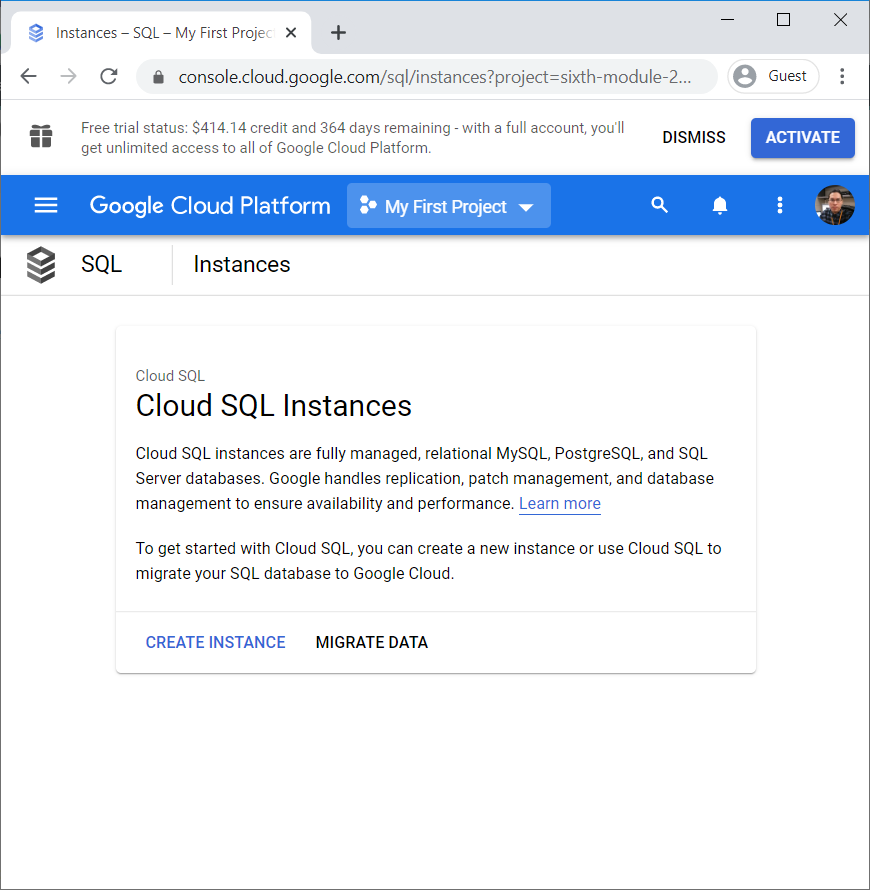 Instances – SQL – My First Projec
console.cloud.google.com/sql/instances?project=sixth-module-2...
Guest
Free trial status: $414.14 credit and 364 days remaining - with a full account, you'll
get unlimited access to all of Google Cloud Platform.
DISMISS
ACTIVATE
Google Cloud Platform
My First Project
SQL
Instances
Cloud SQL
Cloud SQL Instances
Cloud SQL instances are fully managed, relational MySQL, PostgreSQL, and SQL
Server databases. Google handles replication, patch management, and database
management to ensure availability and performance. Learn more
To get started with Cloud SQL, you can create a new instance or use Cloud SQL to
migrate your SQL database to Google Cloud.
CREATE INSTANCE
MIGRATE DATA